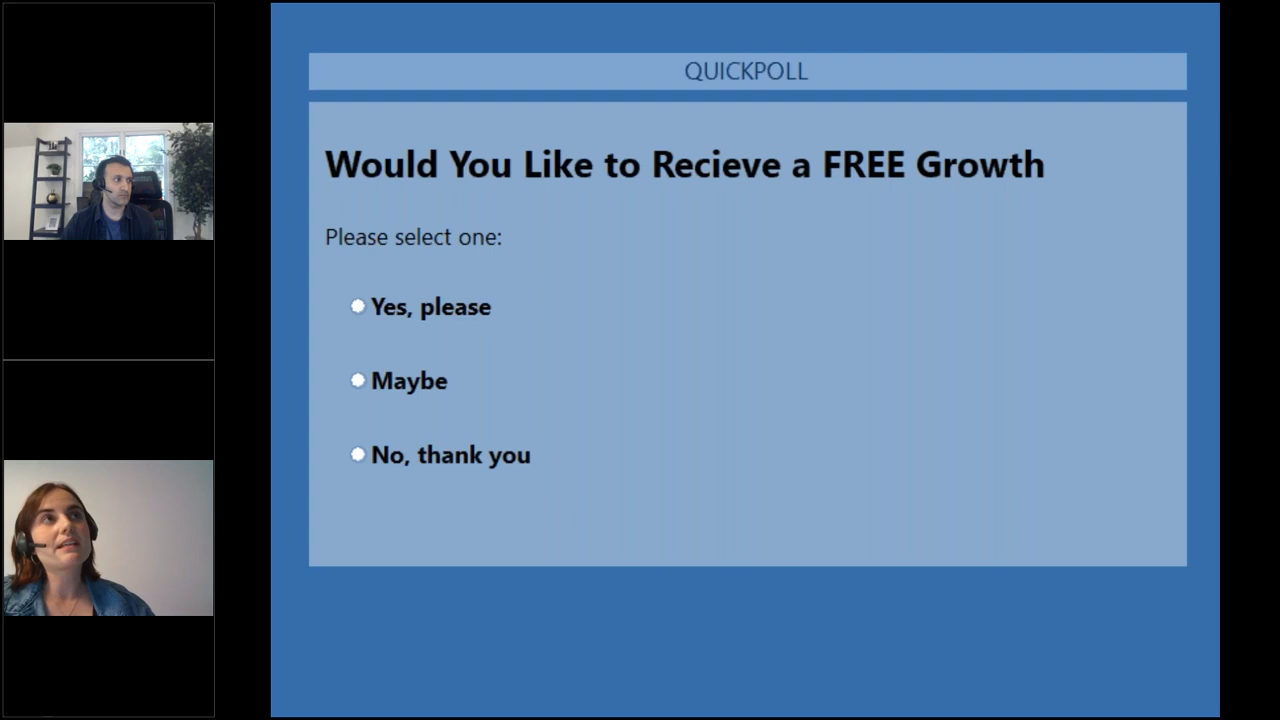 QUICKPOLL
Would You Like to Recieve a FREE Growth
Please select one:
Yes, please
Maybe
No, thank you